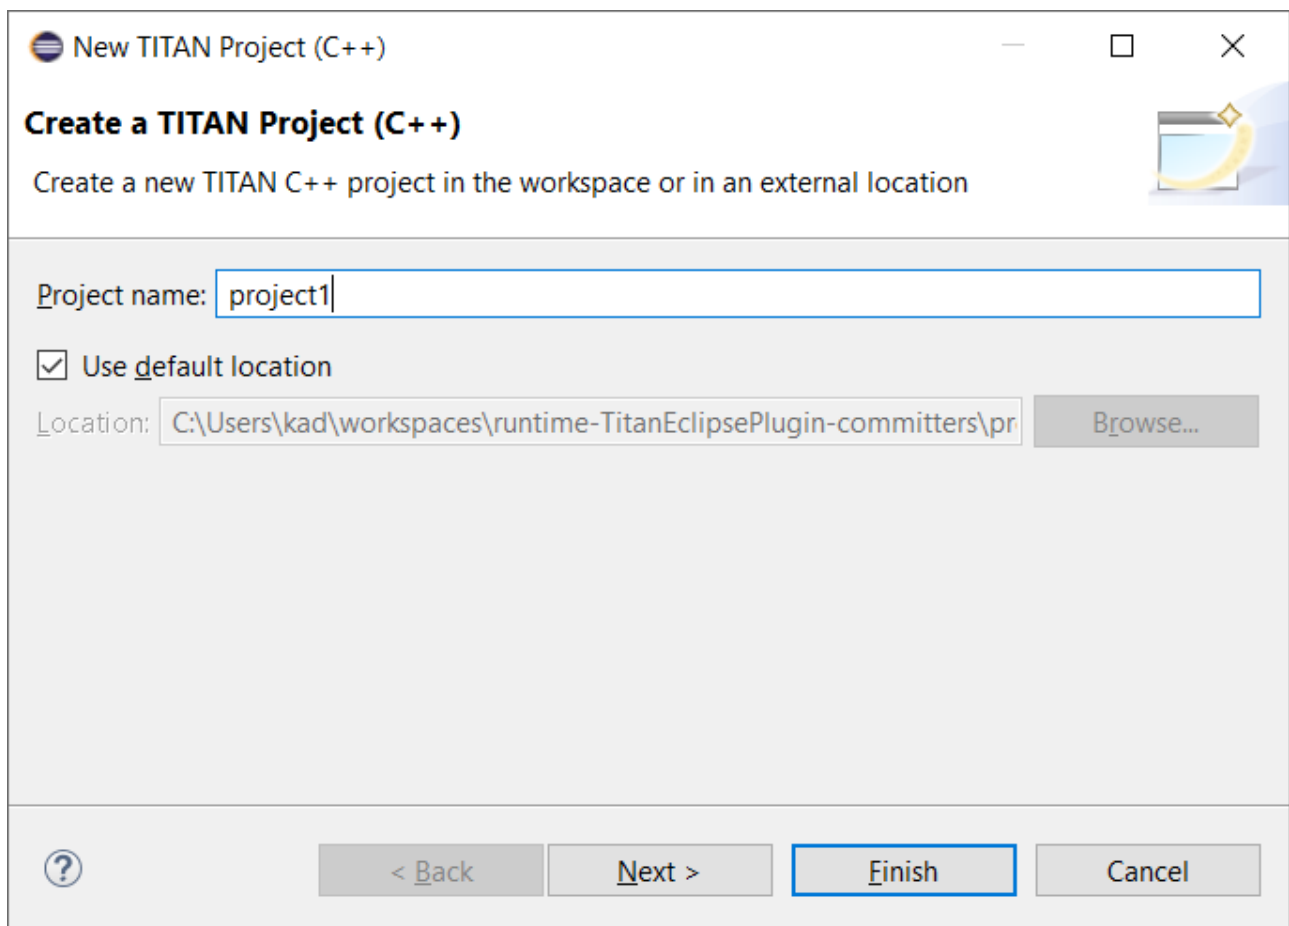 New TITAN Project (C++)
Create a TITAN Project (C++)
Create a new TITAN C++ project in the workspace or in an external location
Project name: project1
Use default location
Location: C:\Users\kad\workspaces\runtime-TitanEclipsePlugin-committers\pr Browse...
? < Back Next > Finish Cancel